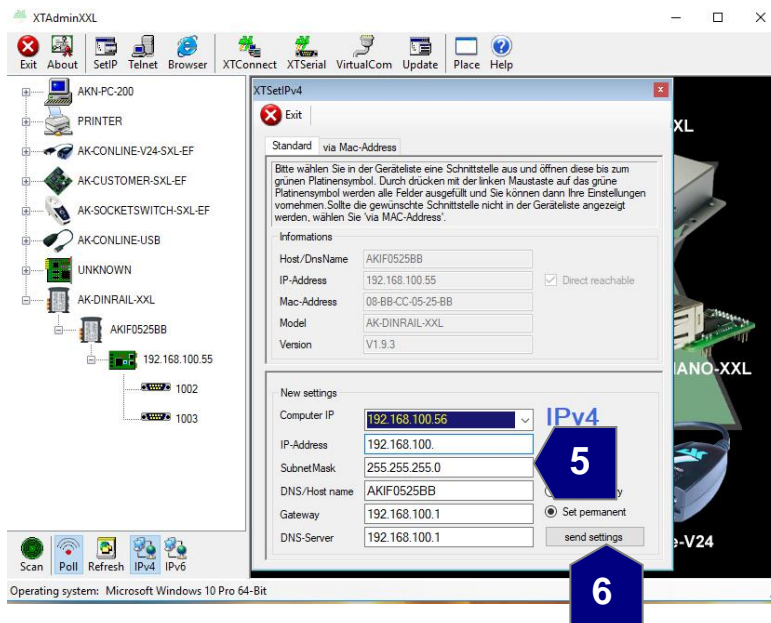 XTAdminXXL
Exit About SetIP Telnet Browser XTConnect XTSerial VirtualCom Update Place Help
AKN-PC-200
PRINTER
AK-CONLINE-V24-SXL-EF
AK-CUSTOMER-SXL-EF
AK-SOCKETSWITCH-SXL-EF
AK-CONLINE-USB
UNKNOWN
AK-DINRAIL-XXL
AKIF0525BB
192.168.100.55
1002
1003
XTSetIPv4
Exit
Standard via Mac-Address
Bitte wählen Sie in der Geräteliste eine Schnittstelle aus und öffnen diese bis zum
grünen Platinensymbol. Durch drücken mit der linken Maustaste auf das grüne
Platinensymbol werden alle Felder ausgefüllt und Sie können dann Ihre Einstellungen
vornehmen.Sollte die gewünschte Schnittstelle nicht in der Geräteliste angezeigt
werden, wählen Sie 'via MAC-Address'.
Informations
Host/DnsName AKIF0525BB
IP-Address 192.168.100.55 Direct reachable
Mac-Address 08-BB-CC-05-25-BB
Model AK-DINRAIL-XXL
Version V1.9.3
New settings
Computer IP 192.168.100.56 IPv4
IP-Address 192.168.100.
SubnetMask 255.255.255.0
DNS/Host name AKIF0525BB
Gateway 192.168.100.1 Set permanent
DNS-Server 192.168.100.1 send settings
5
6
XL
ANO-XXL
e-V24
Scan Poll Refresh IPv4 IPv6
Operating system: Microsoft Windows 10 Pro 64-Bit